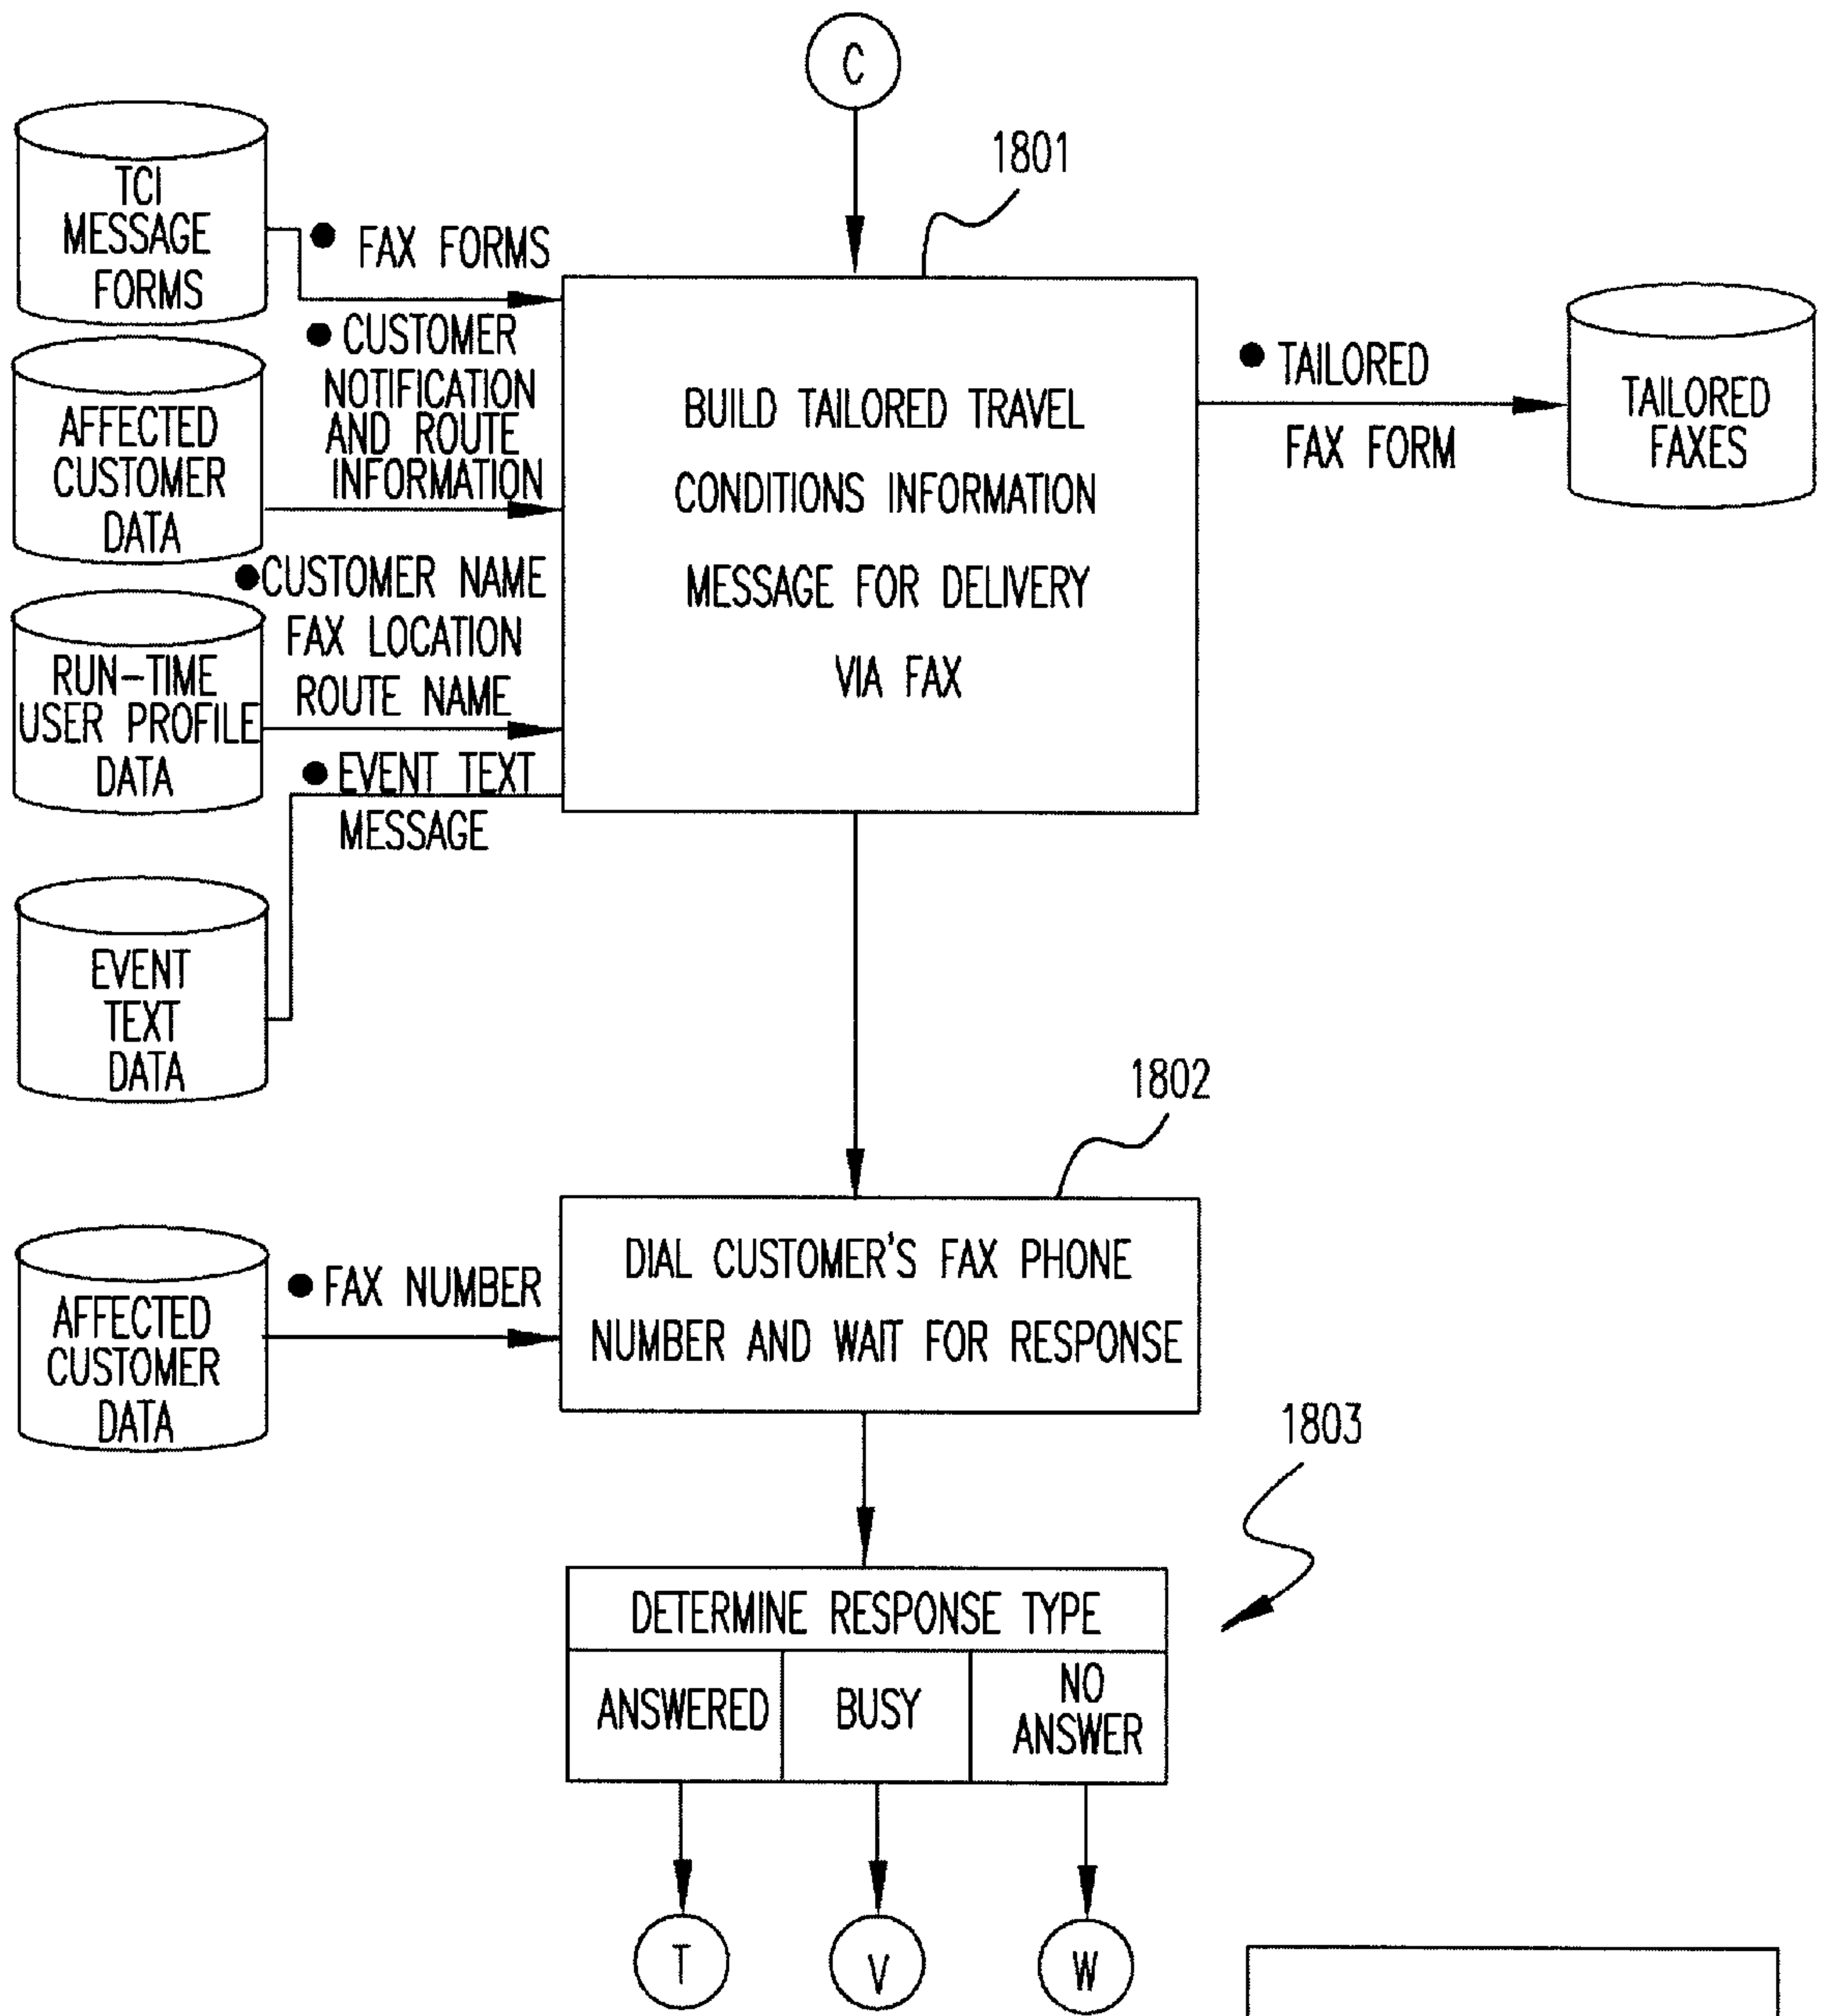 C
1801
TCI
MESSAGE
FORMS
● FAX FORMS
● CUSTOMER
NOTIFICATION
AND ROUTE
INFORMATION
AFFECTED
CUSTOMER
DATA
● CUSTOMER NAME
FAX LOCATION
ROUTE NAME
RUN-TIME
USER PROFILE
DATA
● EVENT TEXT
MESSAGE
EVENT
TEXT
DATA
BUILD TAILORED TRAVEL
CONDITIONS INFORMATION
MESSAGE FOR DELIVERY
VIA FAX
● TAILORED
FAX FORM
TAILORED
FAXES
1802
AFFECTED
CUSTOMER
DATA
● FAX NUMBER
DIAL CUSTOMER'S FAX PHONE
NUMBER AND WAIT FOR RESPONSE
1803
DETERMINE RESPONSE TYPE
ANSWERED
BUSY
NO
ANSWER
T
V
W